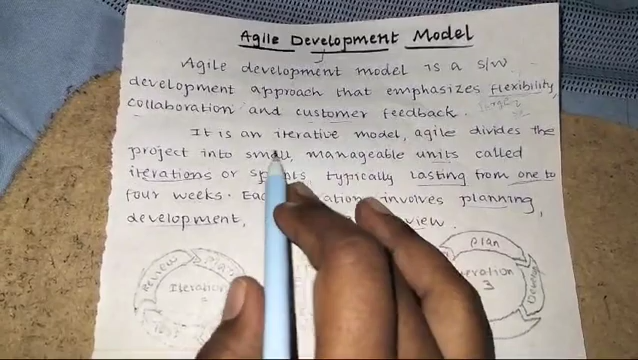 Agile Development Model
Agile development model is a s/w
development approach that emphasizes flexibility,
collaboration and customer feedback.
It is an iterative model, agile divides the
project into small, manageable units called
iterations or sprints, typically lasting from one to
four weeks. Each involves planning,
development,
Review
Iteration
Plan
Iteration
3